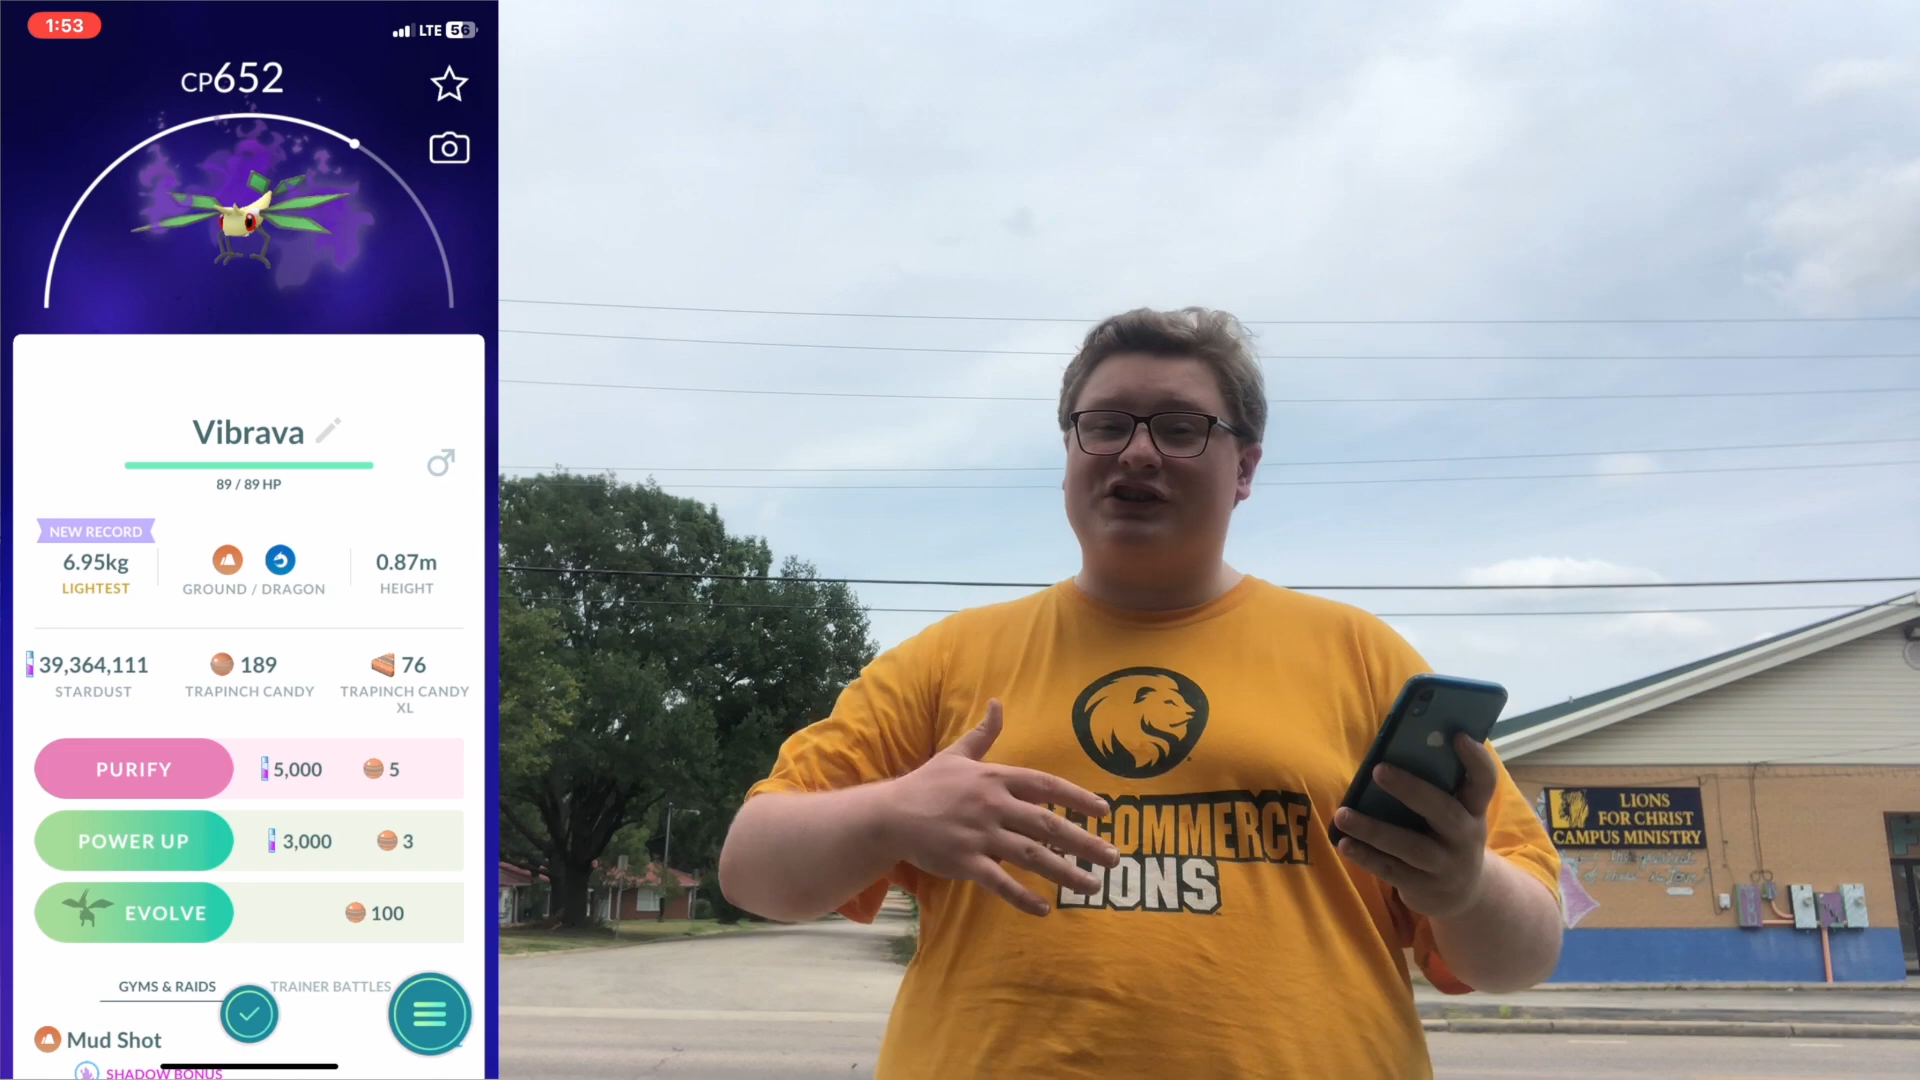 1:53
LTE 56
CP652
Vibrava
89 / 89 HP
NEW RECORD
6.95kg
LIGHTEST
GROUND / DRAGON
0.87m
HEIGHT
39,364,111
STARDUST
189
TRAPINCH CANDY
76
TRAPINCH CANDY
XL
PURIFY
5,000
5
POWER UP
3,000
3
EVOLVE
100
GYMS & RAIDS
TRAINER BATTLES
Mud Shot
SHADOW BONUS
COMMERCE
LIONS
LIONS
FOR CHRIST
CAMPUS MINISTRY